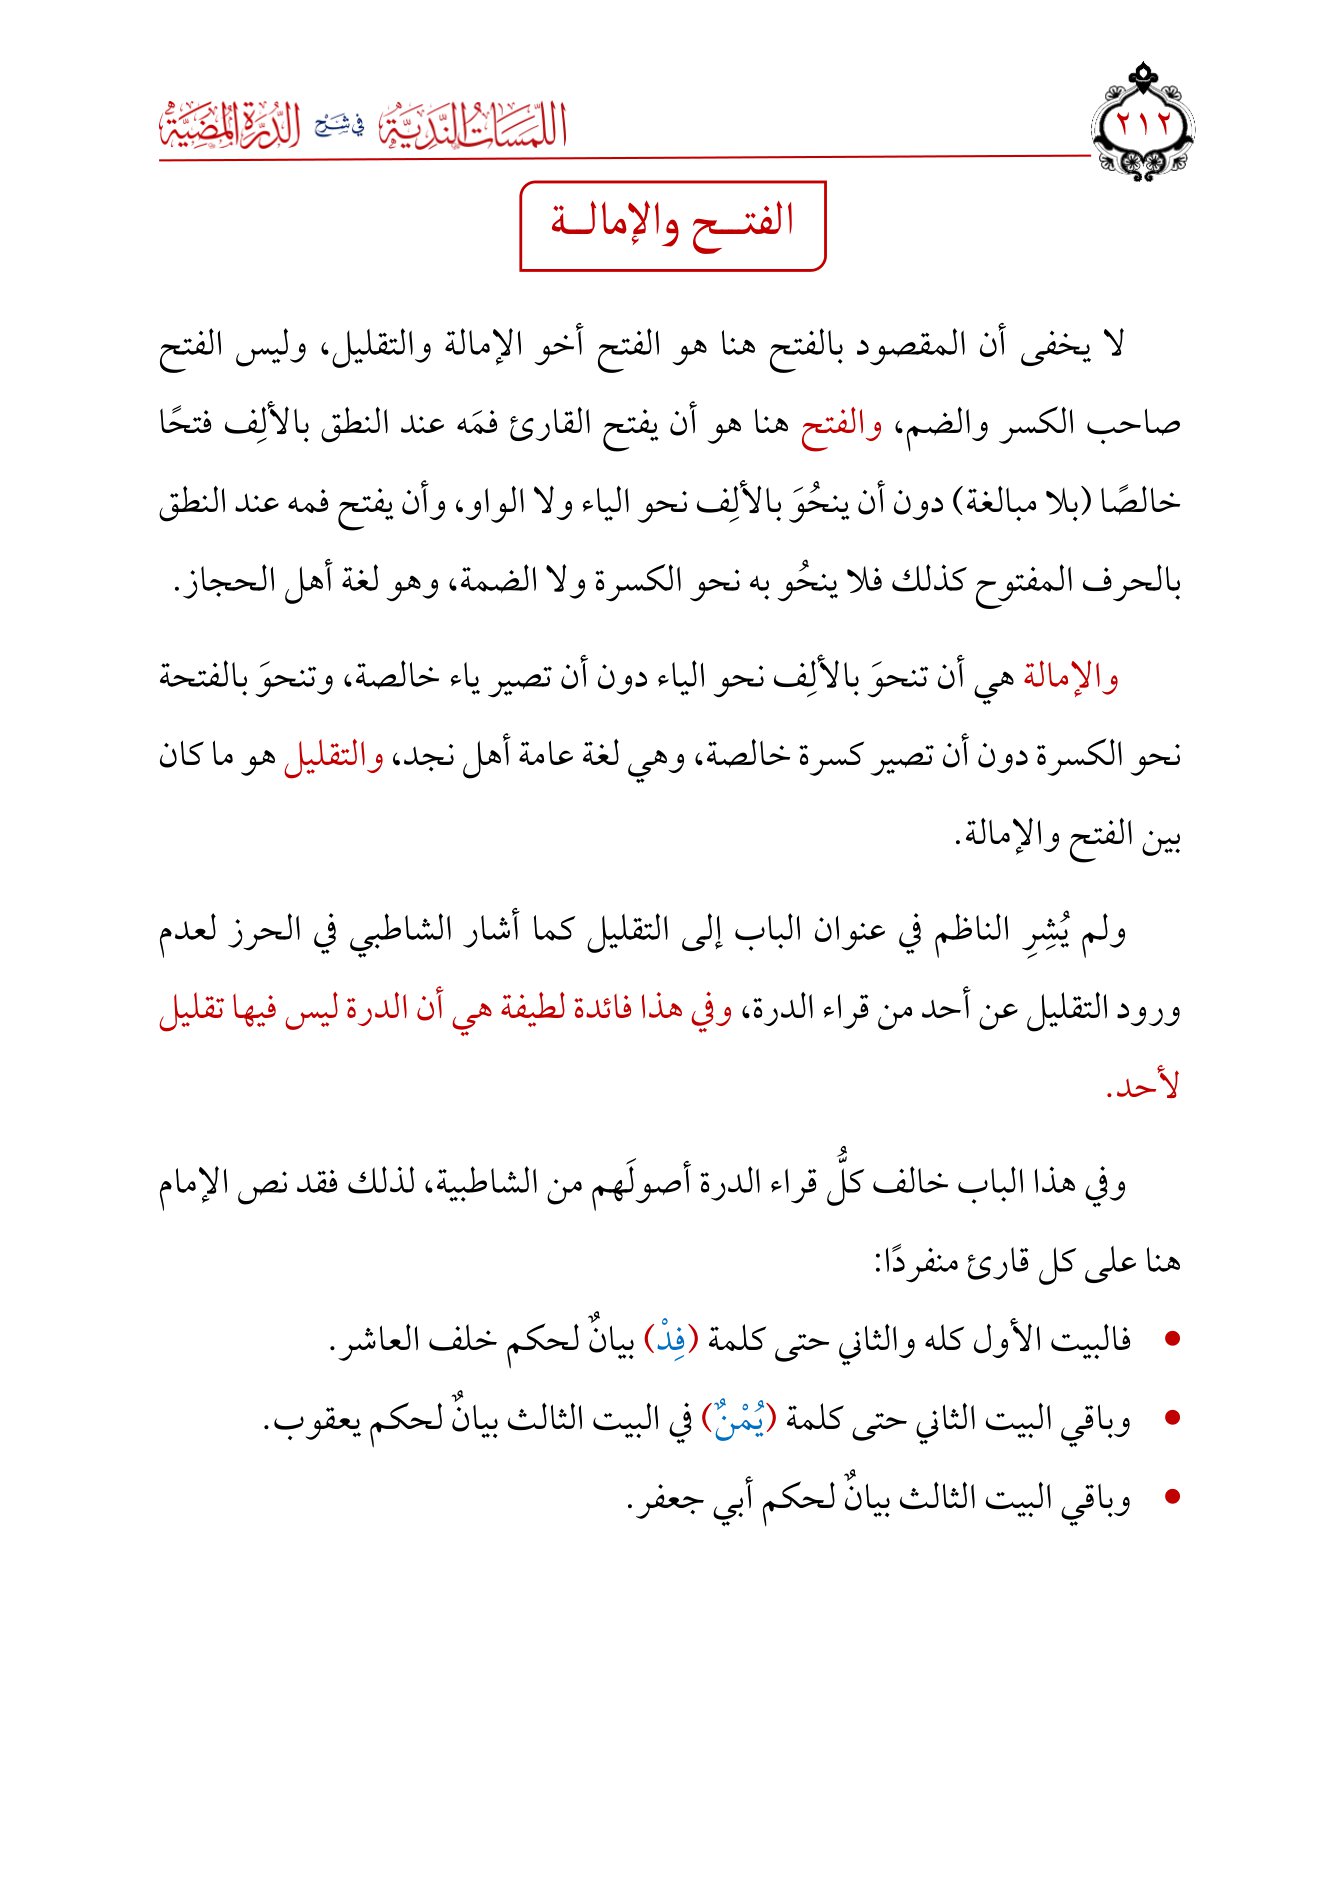 ٢١٢
اللَّمَسَاتُ النَّدِيَّةُ فِي شَرْحِ الدُّرَّةِ المُضِيَّةِ
الفتــح والإمالــة
لا يخفى أن المقصود بالفتح هنا هو الفتح أخو الإمالة والتقليل، وليس الفتح
صاحب الكسر والضم، والفتح هنا هو أن يفتح القارئ فمَه عند النطق بالألِف فتحًا
خالصًا (بلا مبالغة) دون أن ينحُوَ بالألِف نحو الياء ولا الواو، وأن يفتح فمه عند النطق
بالحرف المفتوح كذلك فلا ينحُو به نحو الكسرة ولا الضمة، وهو لغة أهل الحجاز.
والإمالة هي أن تنحوَ بالألِف نحو الياء دون أن تصير ياء خالصة، وتنحوَ بالفتحة
نحو الكسرة دون أن تصير كسرة خالصة، وهي لغة عامة أهل نجد، والتقليل هو ما كان
بين الفتح والإمالة.
ولم يُشِرِ الناظم في عنوان الباب إلى التقليل كما أشار الشاطبي في الحرز لعدم
ورود التقليل عن أحد من قراء الدرة، وفي هذا فائدة لطيفة هي أن الدرة ليس فيها تقليل
لأحد.
وفي هذا الباب خالف كلُّ قراء الدرة أصولَهم من الشاطبية، لذلك فقد نص الإمام
هنا على كل قارئ منفردًا:
• فالبيت الأول كله والثاني حتى كلمة (فِدْ) بيانٌ لحكم خلف العاشر.
• وباقي البيت الثاني حتى كلمة (يُمْنٌ) في البيت الثالث بيانٌ لحكم يعقوب.
• وباقي البيت الثالث بيانٌ لحكم أبي جعفر.